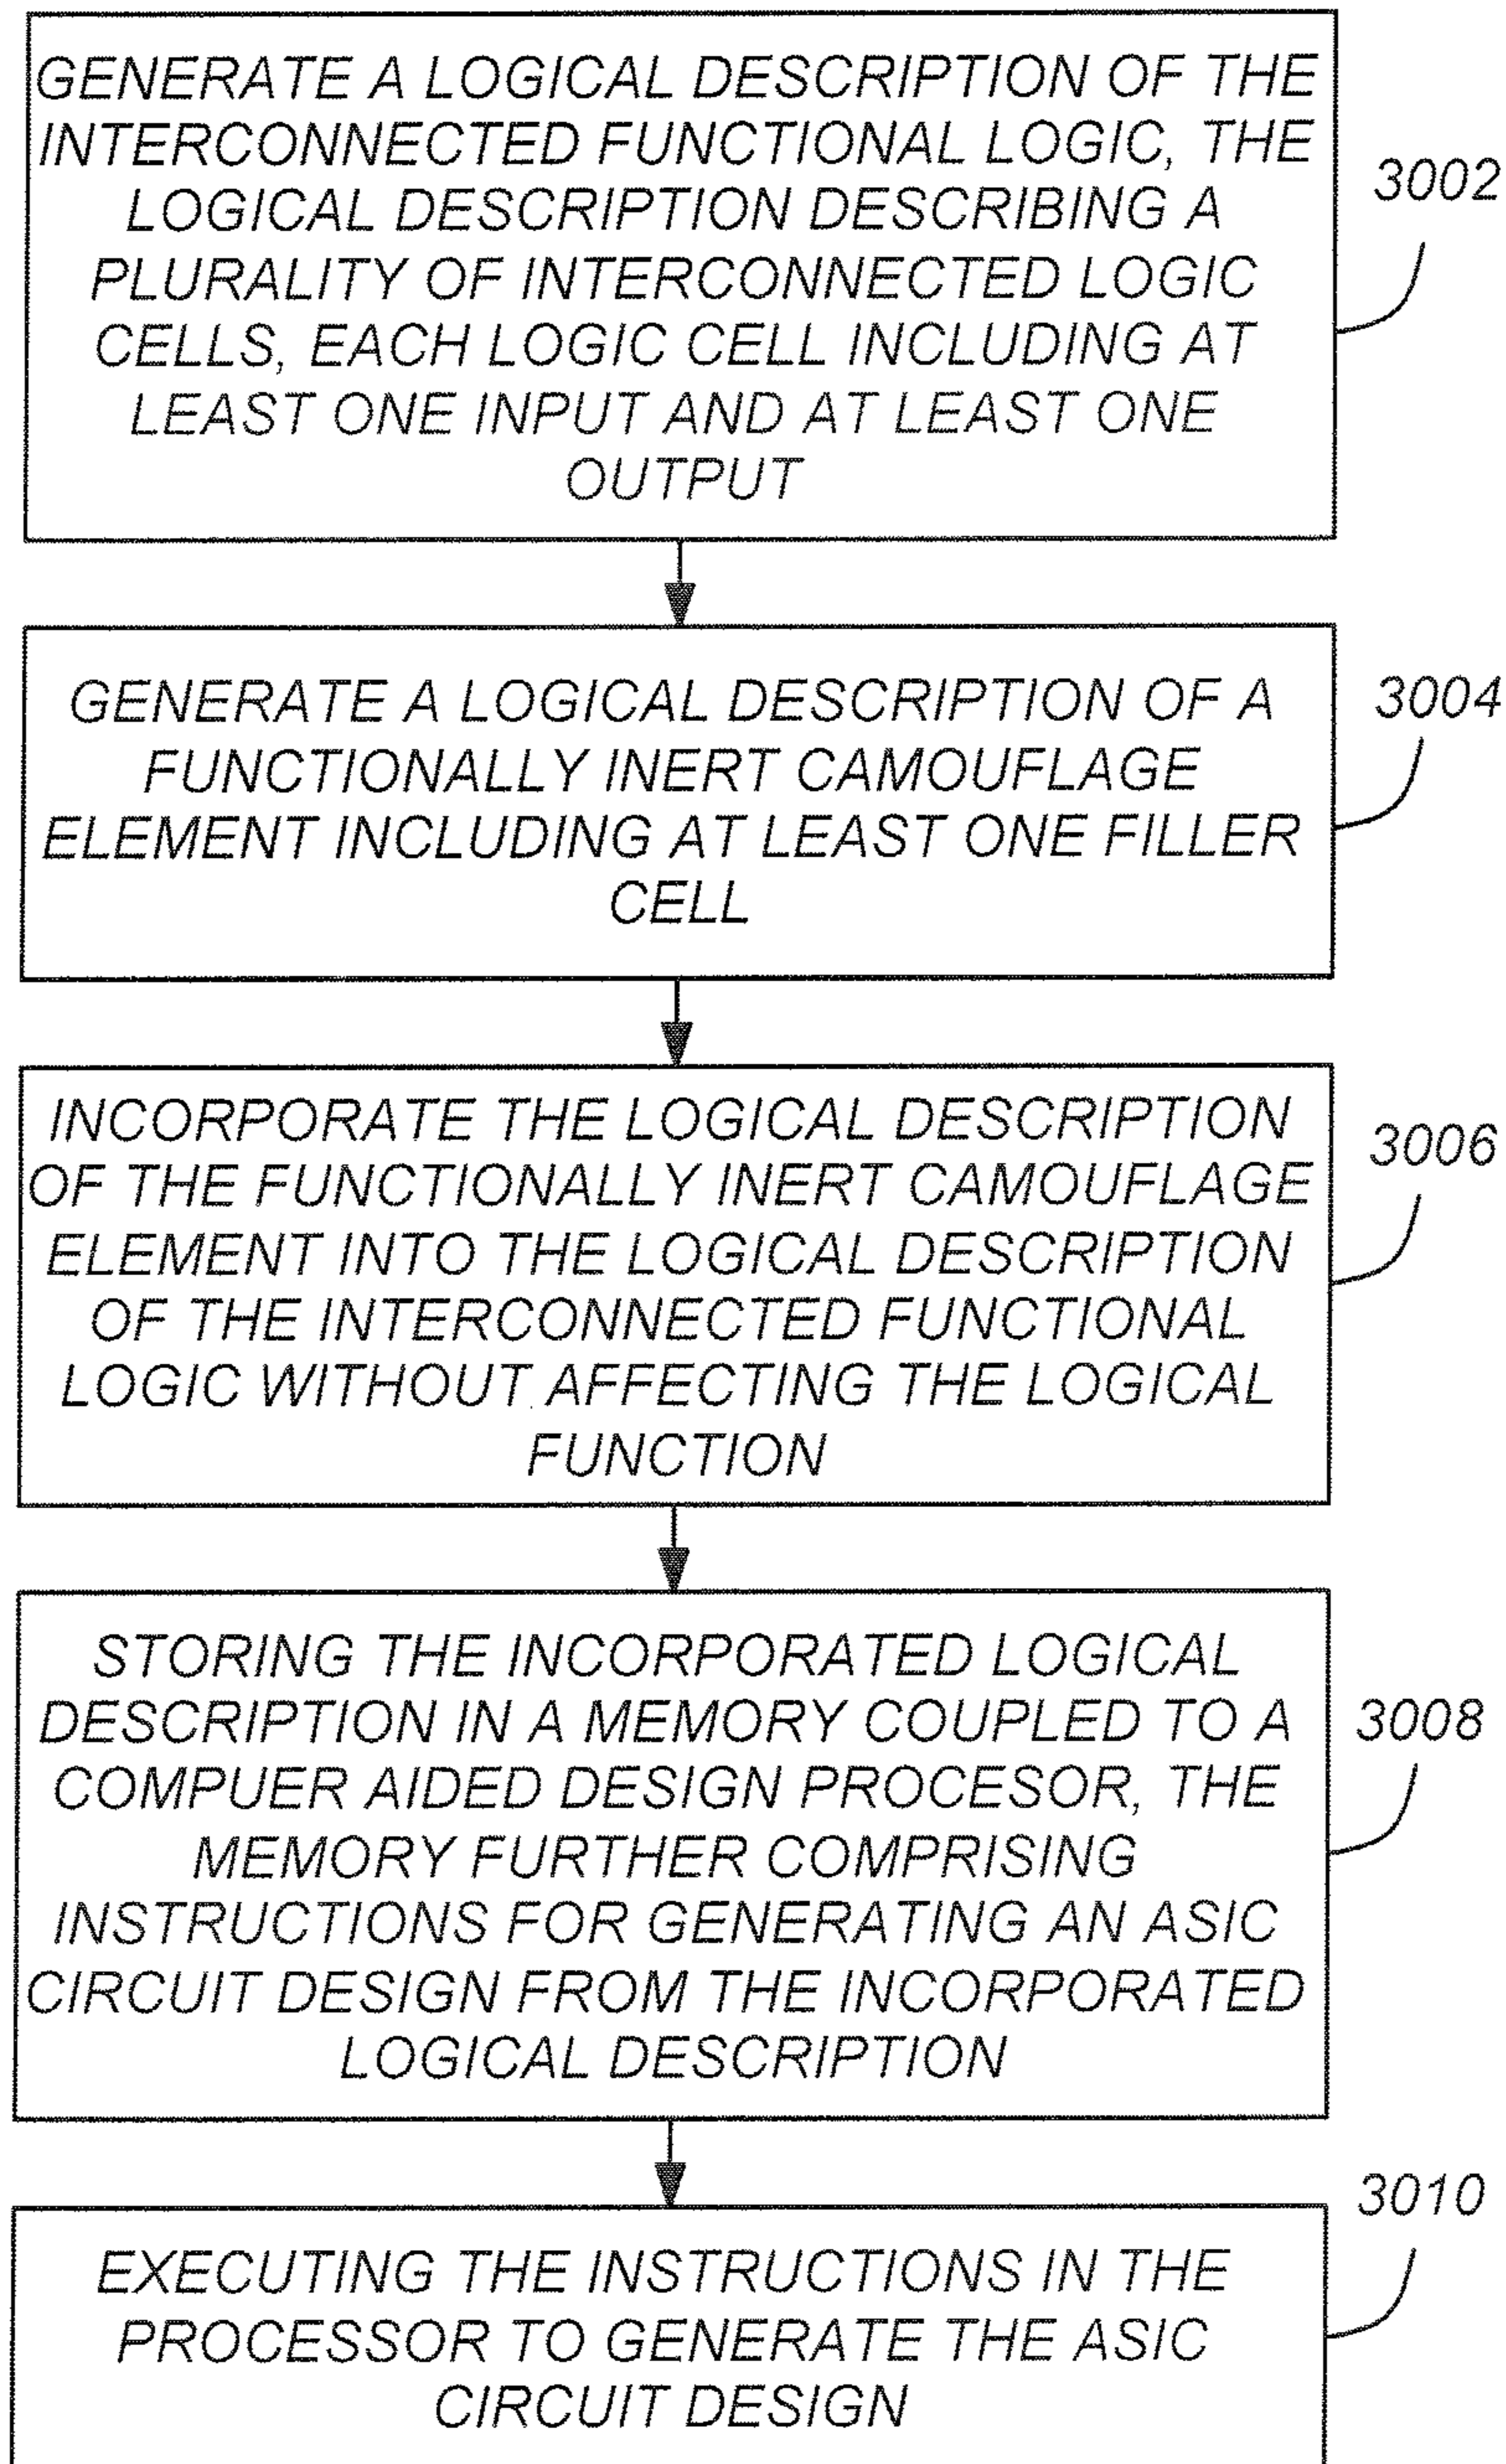 GENERATE A LOGICAL DESCRIPTION OF THE
INTERCONNECTED FUNCTIONAL LOGIC, THE
LOGICAL DESCRIPTION DESCRIBING A
PLURALITY OF INTERCONNECTED LOGIC
CELLS, EACH LOGIC CELL INCLUDING AT
LEAST ONE INPUT AND AT LEAST ONE
OUTPUT
3002
GENERATE A LOGICAL DESCRIPTION OF A
FUNCTIONALLY INERT CAMOUFLAGE
ELEMENT INCLUDING AT LEAST ONE FILLER
CELL
3004
INCORPORATE THE LOGICAL DESCRIPTION
OF THE FUNCTIONALLY INERT CAMOUFLAGE
ELEMENT INTO THE LOGICAL DESCRIPTION
OF THE INTERCONNECTED FUNCTIONAL
LOGIC WITHOUT AFFECTING THE LOGICAL
FUNCTION
3006
STORING THE INCORPORATED LOGICAL
DESCRIPTION IN A MEMORY COUPLED TO A
COMPUER AIDED DESIGN PROCESOR, THE
MEMORY FURTHER COMPRISING
INSTRUCTIONS FOR GENERATING AN ASIC
CIRCUIT DESIGN FROM THE INCORPORATED
LOGICAL DESCRIPTION
3008
EXECUTING THE INSTRUCTIONS IN THE
PROCESSOR TO GENERATE THE ASIC
CIRCUIT DESIGN
3010